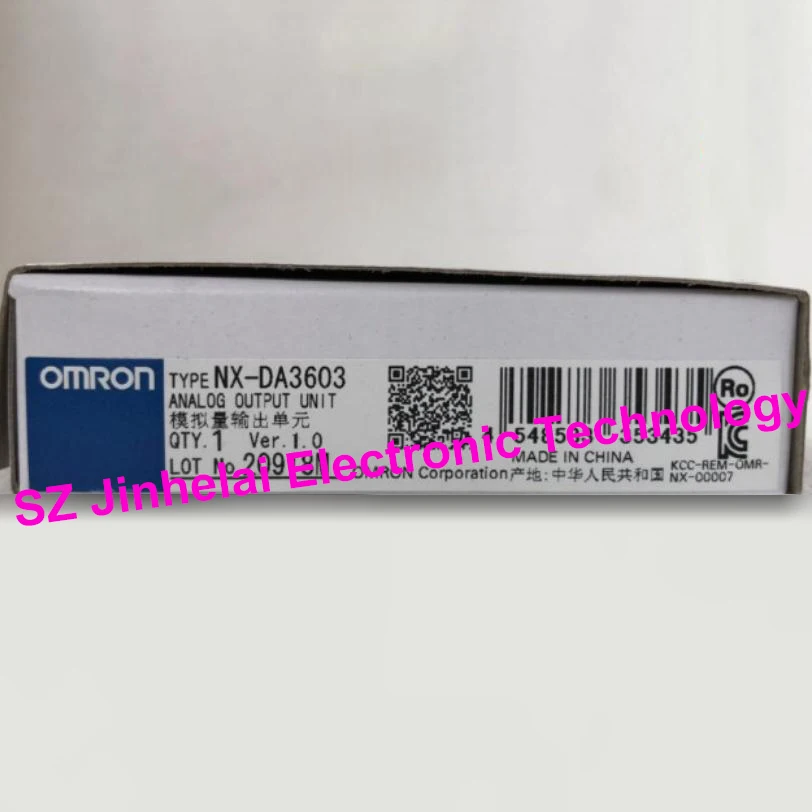 OMRON
TYPE NX-DA3603
ANALOG OUTPUT UNIT
模拟量输出单元
QTY. 1 Ver.1.0
LOT No.
MADE IN CHINA
OMRON Corporation 产地: 中华人民共和国
KCC-REM-OMR-
NX-00007
SZ Jinhelai Electronic Technology